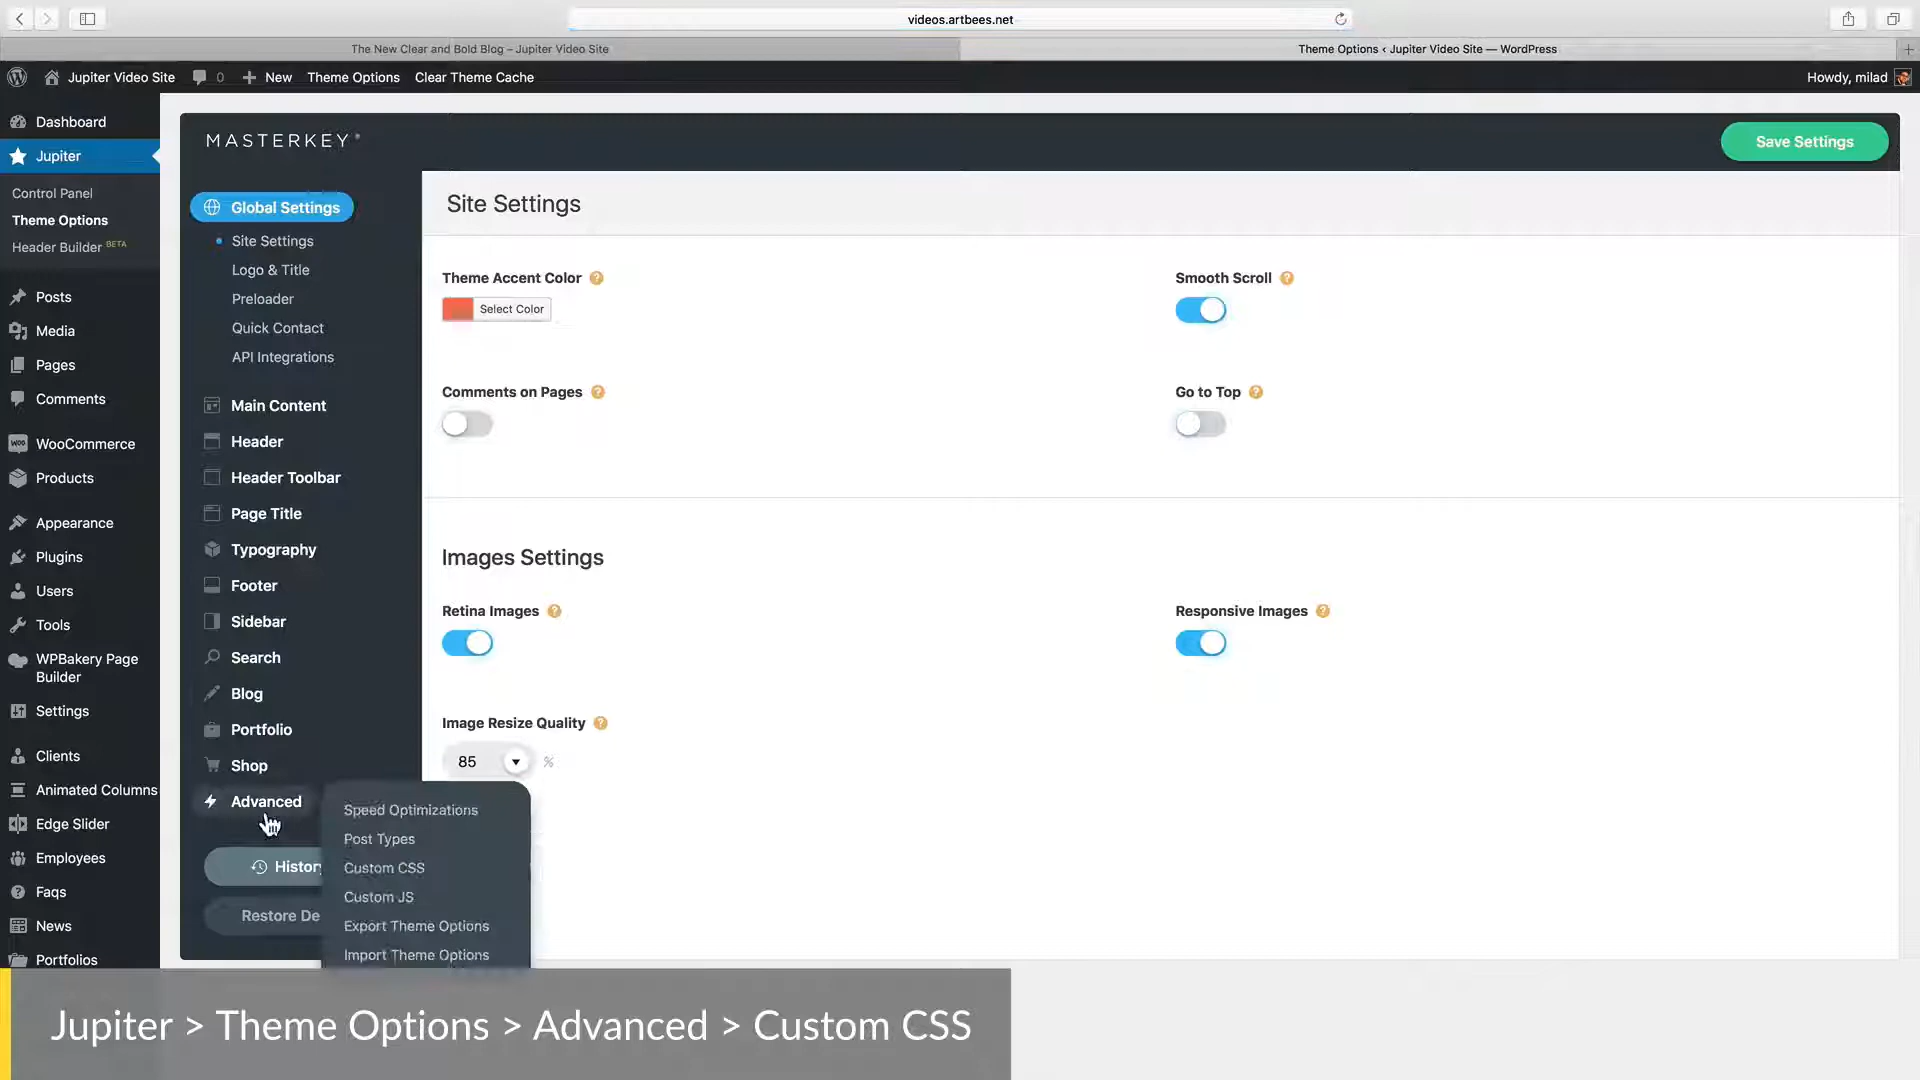 videos.artbees.net
The New Clear and Bold Blog – Jupiter Video Site
Theme Options ‹ Jupiter Video Site — WordPress
Jupiter Video Site
0
New
Theme Options
Clear Theme Cache
Howdy, milad
Dashboard
Jupiter
Control Panel
Theme Options
Header Builder BETA
Posts
Media
Pages
Comments
WooCommerce
Products
Appearance
Plugins
Users
Tools
WPBakery Page
Builder
Settings
Clients
Animated Columns
Edge Slider
Employees
Faqs
News
Portfolios
MASTERKEY
Save Settings
Global Settings
Site Settings
Logo & Title
Preloader
Quick Contact
API Integrations
Main Content
Header
Header Toolbar
Page Title
Typography
Footer
Sidebar
Search
Blog
Portfolio
Shop
Advanced
History
Restore De
Speed Optimizations
Post Types
Custom CSS
Custom JS
Export Theme Options
Import Theme Options
Site Settings
Theme Accent Color ?
Select Color
Smooth Scroll ?
Comments on Pages ?
Go to Top ?
Images Settings
Retina Images ?
Responsive Images ?
Image Resize Quality ?
85 %
Jupiter > Theme Options > Advanced > Custom CSS